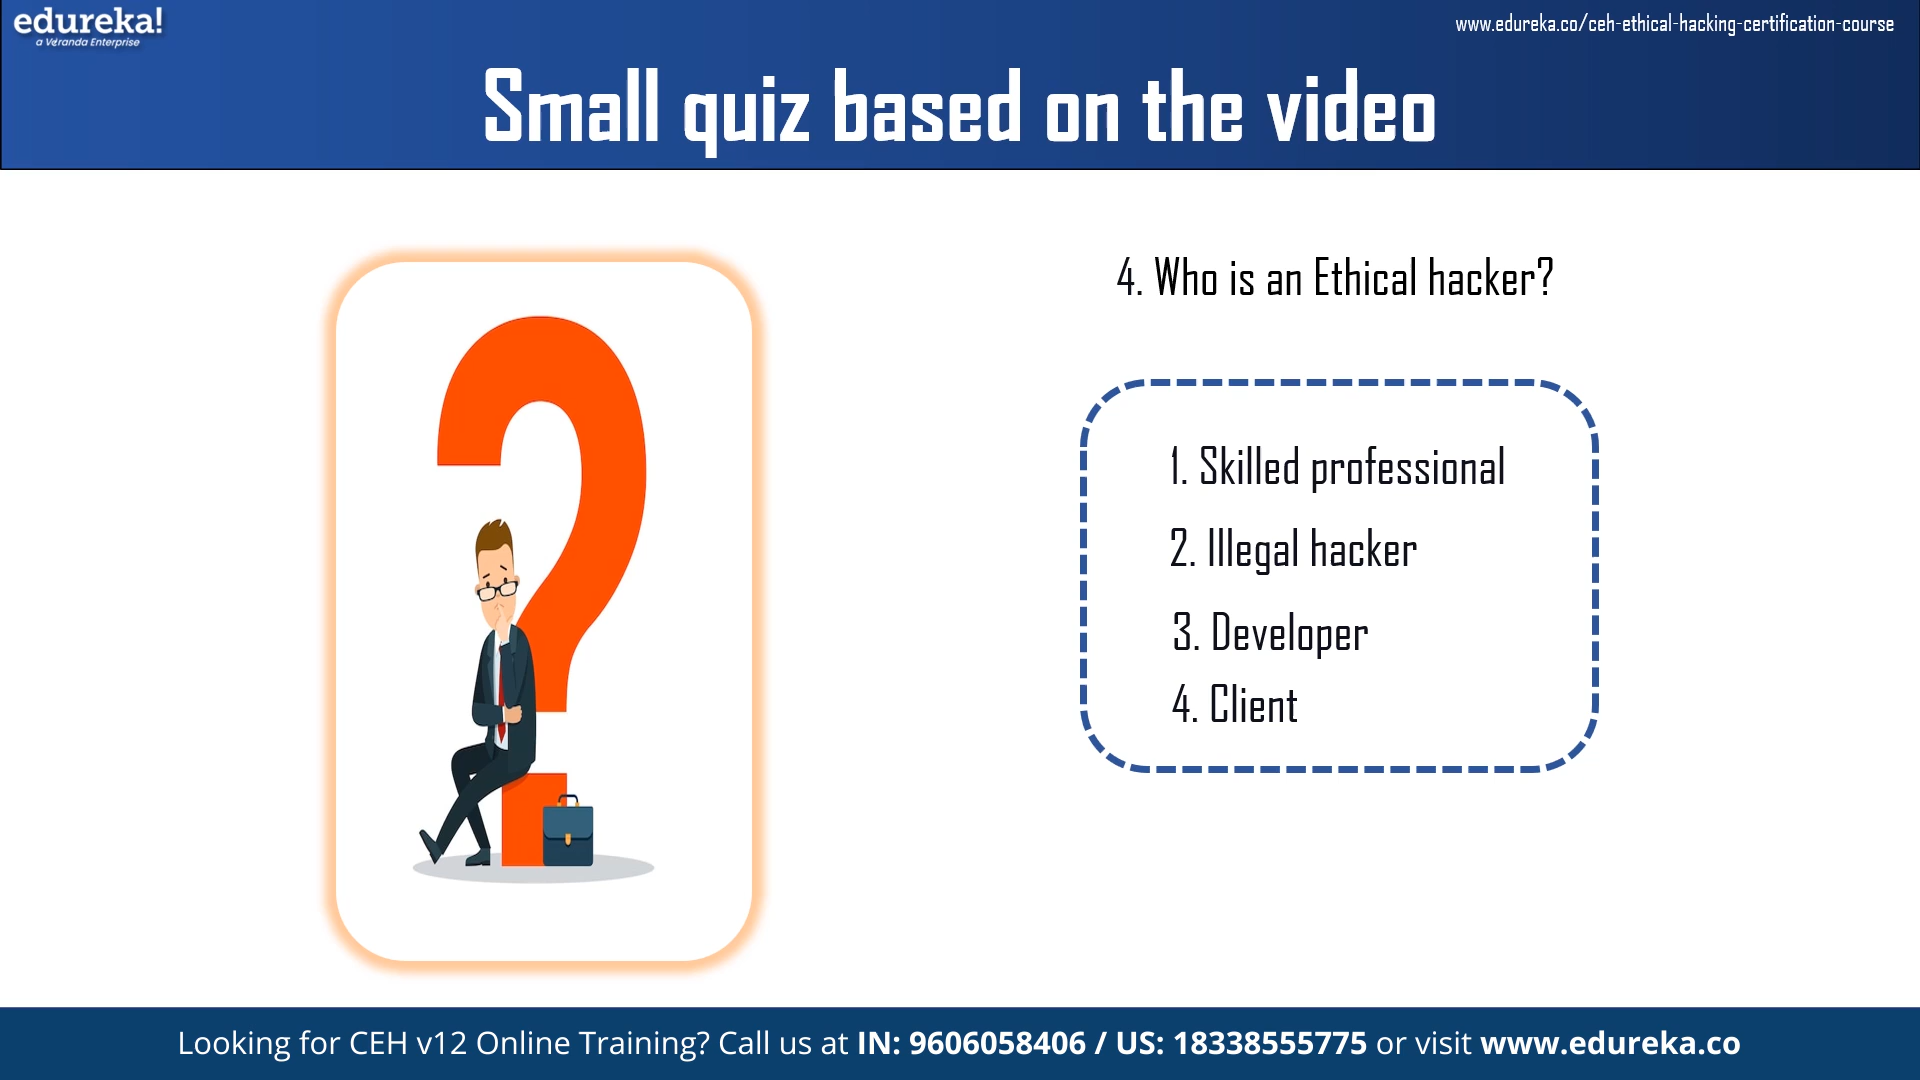 edureka!
a Veranda Enterprise
www.edureka.co/ceh-ethical-hacking-certification-course
Small quiz based on the video
4. Who is an Ethical hacker?
1. Skilled professional
2. Illegal hacker
3. Developer
4. Client
Looking for CEH v12 Online Training? Call us at IN: 9606058406 / US: 18338555775 or visit www.edureka.co